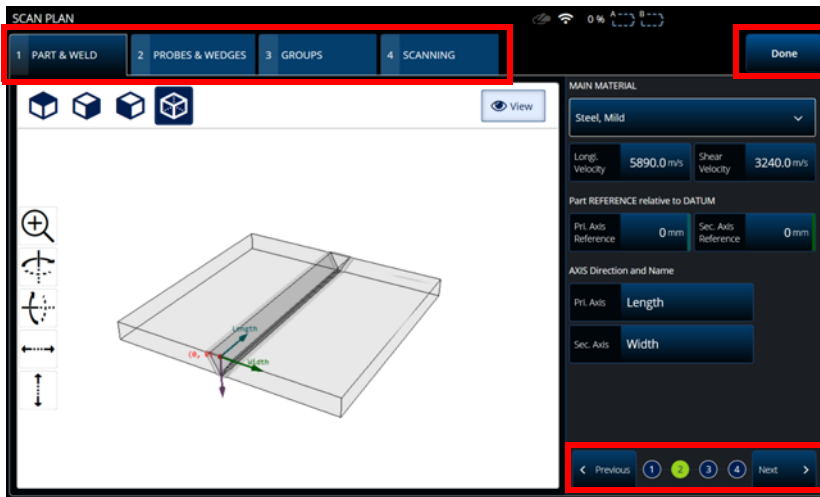 SCAN PLAN
0 % A B
1 PART & WELD 2 PROBES & WEDGES 3 GROUPS 4 SCANNING Done
View
MAIN MATERIAL
Steel, Mild
Longi. Velocity 5890.0 m/s Shear Velocity 3240.0 m/s
Part REFERENCE relative to DATUM
Pri. Axis Reference 0 mm Sec. Axis Reference 0 mm
AXIS Direction and Name
Pri. Axis Length
Sec. Axis Width
Length
(0, 0)
Width
Previous 1 2 3 4 Next